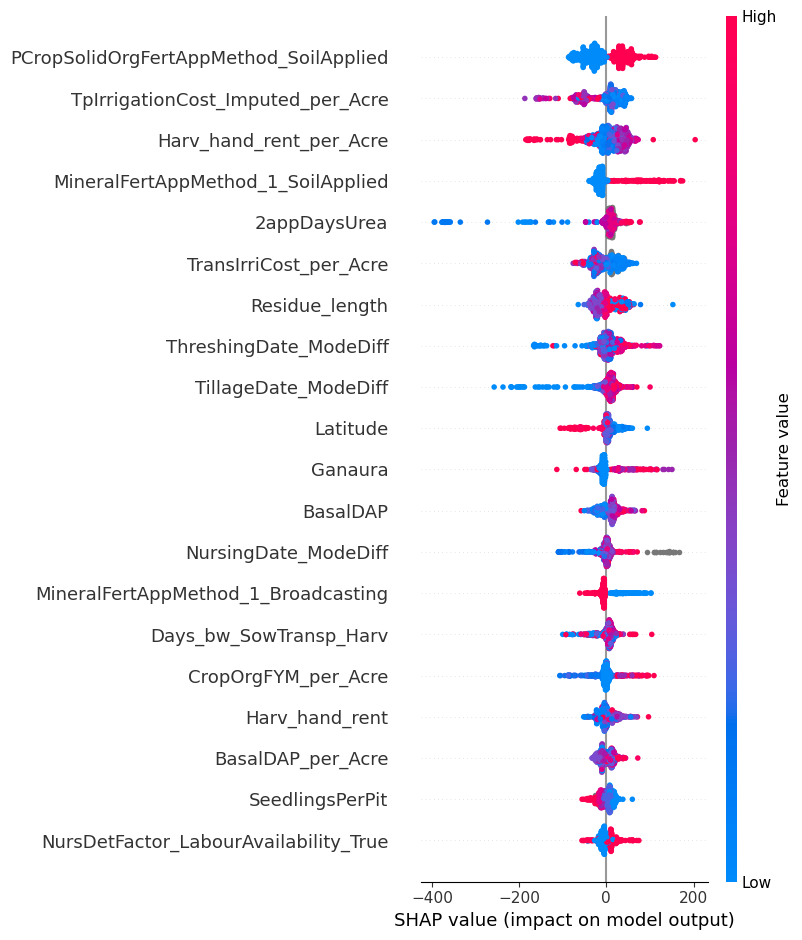 High
PCropSolidOrgFertAppMethod_SoilApplied
TpIrrigationCost_Imputed_per_Acre
Harv_hand_rent_per_Acre
MineralFertAppMethod_1_SoilApplied
2appDaysUrea
TransIrriCost_per_Acre
Residue_length
ThreshingDate_ModeDiff
TillageDate_ModeDiff
Latitude
Ganaura
BasalDAP
NursingDate_ModeDiff
MineralFertAppMethod_1_Broadcasting
Days_bw_SowTransp_Harv
CropOrgFYM_per_Acre
Harv_hand_rent
BasalDAP_per_Acre
SeedlingsPerPit
NursDetFactor_LabourAvailability_True
Feature value
Low
−400 −200 0 200
SHAP value (impact on model output)